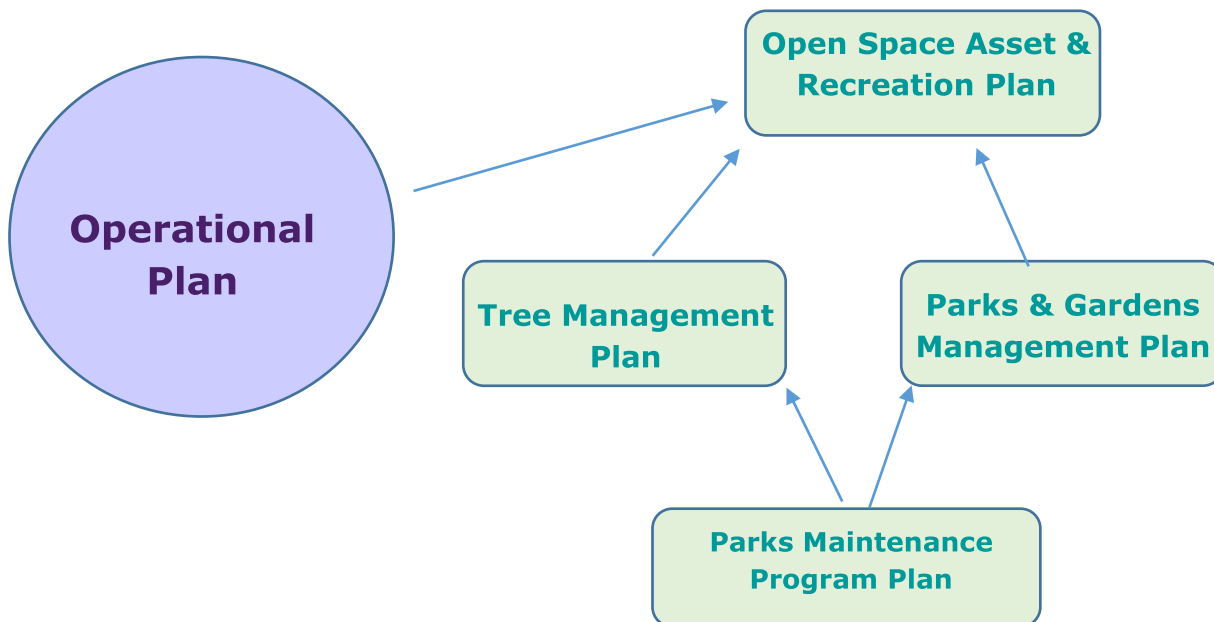 Open Space Asset &
Recreation Plan
Operational
Plan
Tree Management
Plan
Parks & Gardens
Management Plan
Parks Maintenance
Program Plan